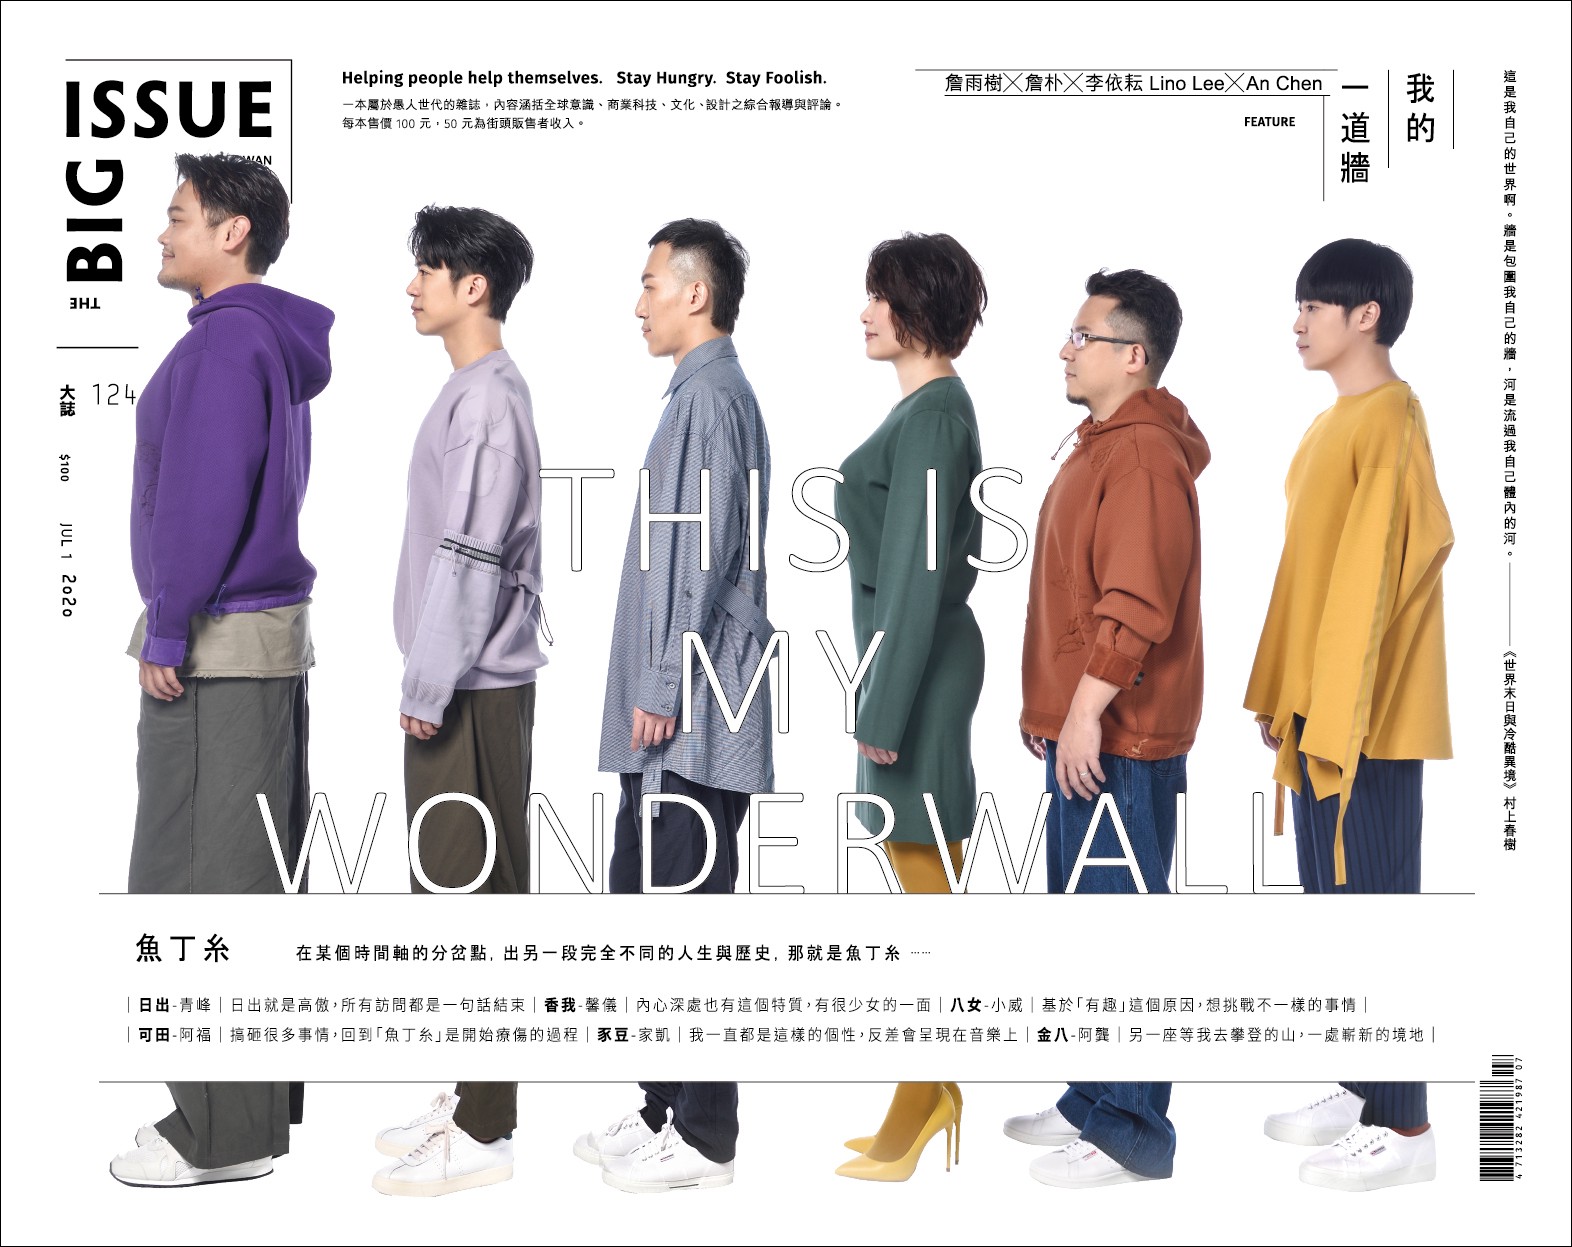 THE BIG ISSUE
WAN
大誌
124
$100
JUL 1 2020
Helping people help themselves. Stay Hungry. Stay Foolish.
一本屬於愚人世代的雜誌，內容涵括全球意識、商業科技、文化、設計之綜合報導與評論。
每本售價 100 元，50 元為街頭販售者收入。
詹雨樹╳詹朴╳李依耘 Lino Lee╳An Chen
FEATURE
我的
一道牆
這是我自己的世界啊。牆是包圍我自己的牆，河是流過我自己體內的河。——《世界末日與冷酷異境》村上春樹
THIS IS
MY
WONDERWALL
魚丁糸
在某個時間軸的分岔點, 出另一段完全不同的人生與歷史, 那就是魚丁糸 ……
｜日出-青峰｜日出就是高傲，所有訪問都是一句話結束｜香我-馨儀｜內心深處也有這個特質，有很少女的一面｜八女-小威｜基於「有趣」這個原因，想挑戰不一樣的事情｜
｜可田-阿福｜搞砸很多事情，回到「魚丁糸」是開始療傷的過程｜豕豆-家凱｜我一直都是這樣的個性，反差會呈現在音樂上｜金八-阿龔｜另一座等我去攀登的山，一處嶄新的境地｜
4 713282 421987 07